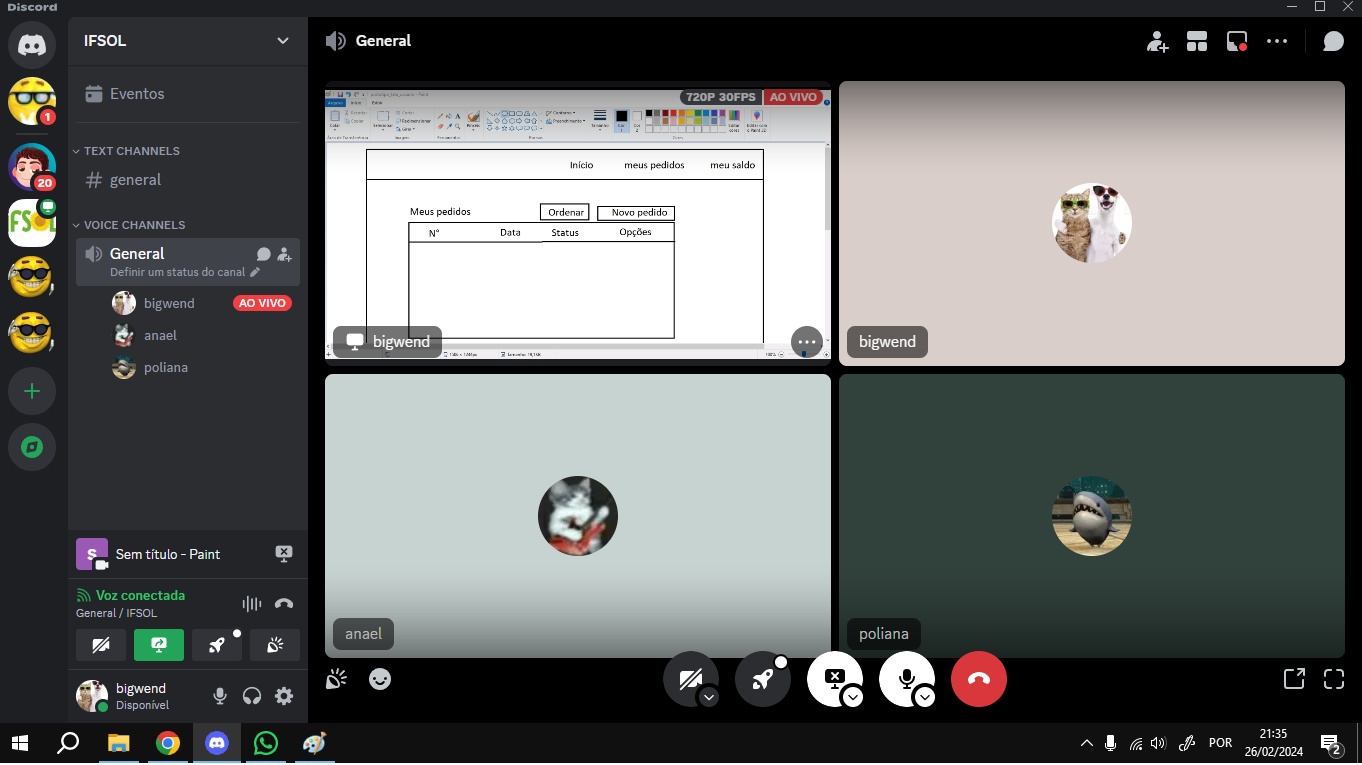 Discord
IFSOL
General
Eventos
TEXT CHANNELS
general
VOICE CHANNELS
General
Definir um status do canal
bigwend
AO VIVO
anael
poliana
1
20
720P 30FPS
AO VIVO
Início meus pedidos meu saldo
Meus pedidos Ordenar Novo pedido
N° Data Status Opções
bigwend
bigwend
anael
poliana
S
Sem título - Paint
Voz conectada
General / IFSOL
bigwend
Disponível
POR
21:35
26/02/2024
2